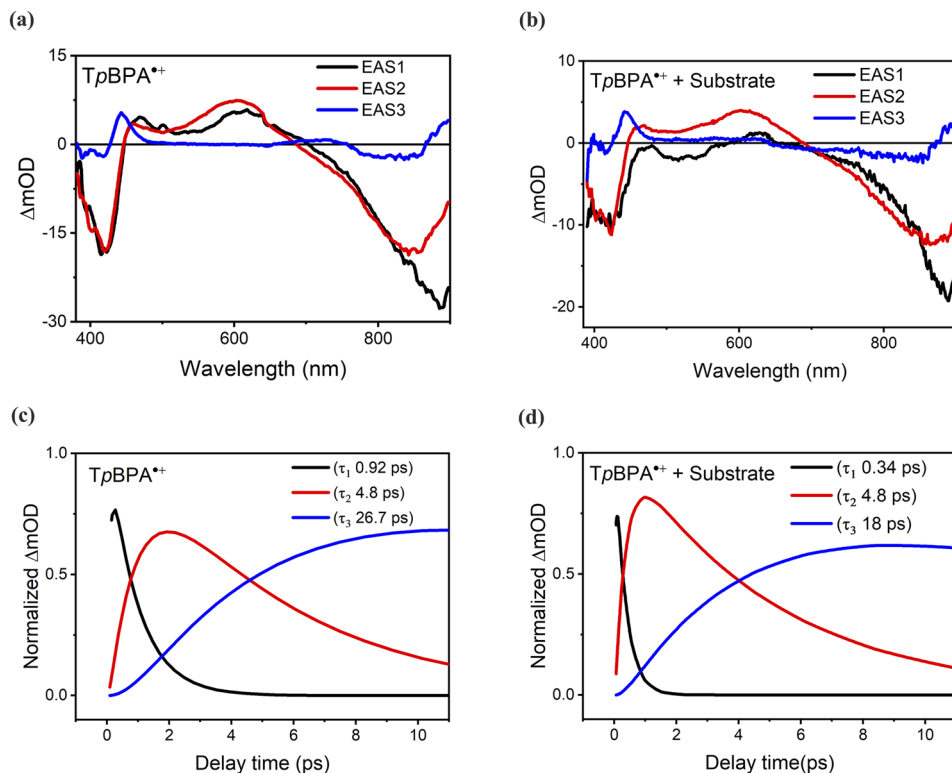 (a)
TpBPA•+
EAS1
EAS2
EAS3
15
0
-15
-30
ΔmOD
400 600 800
Wavelength (nm)
(b)
TpBPA•+ + Substrate
EAS1
EAS2
EAS3
10
0
-10
-20
ΔmOD
400 600 800
Wavelength (nm)
(c)
TpBPA•+
(τ1 0.92 ps)
(τ2 4.8 ps)
(τ3 26.7 ps)
1.0
0.5
0.0
Normalized ΔmOD
0 2 4 6 8 10
Delay time (ps)
(d)
TpBPA•+ + Substrate
(τ1 0.34 ps)
(τ2 4.8 ps)
(τ3 18 ps)
1.0
0.5
0.0
Normalized ΔmOD
0 2 4 6 8 10
Delay time(ps)